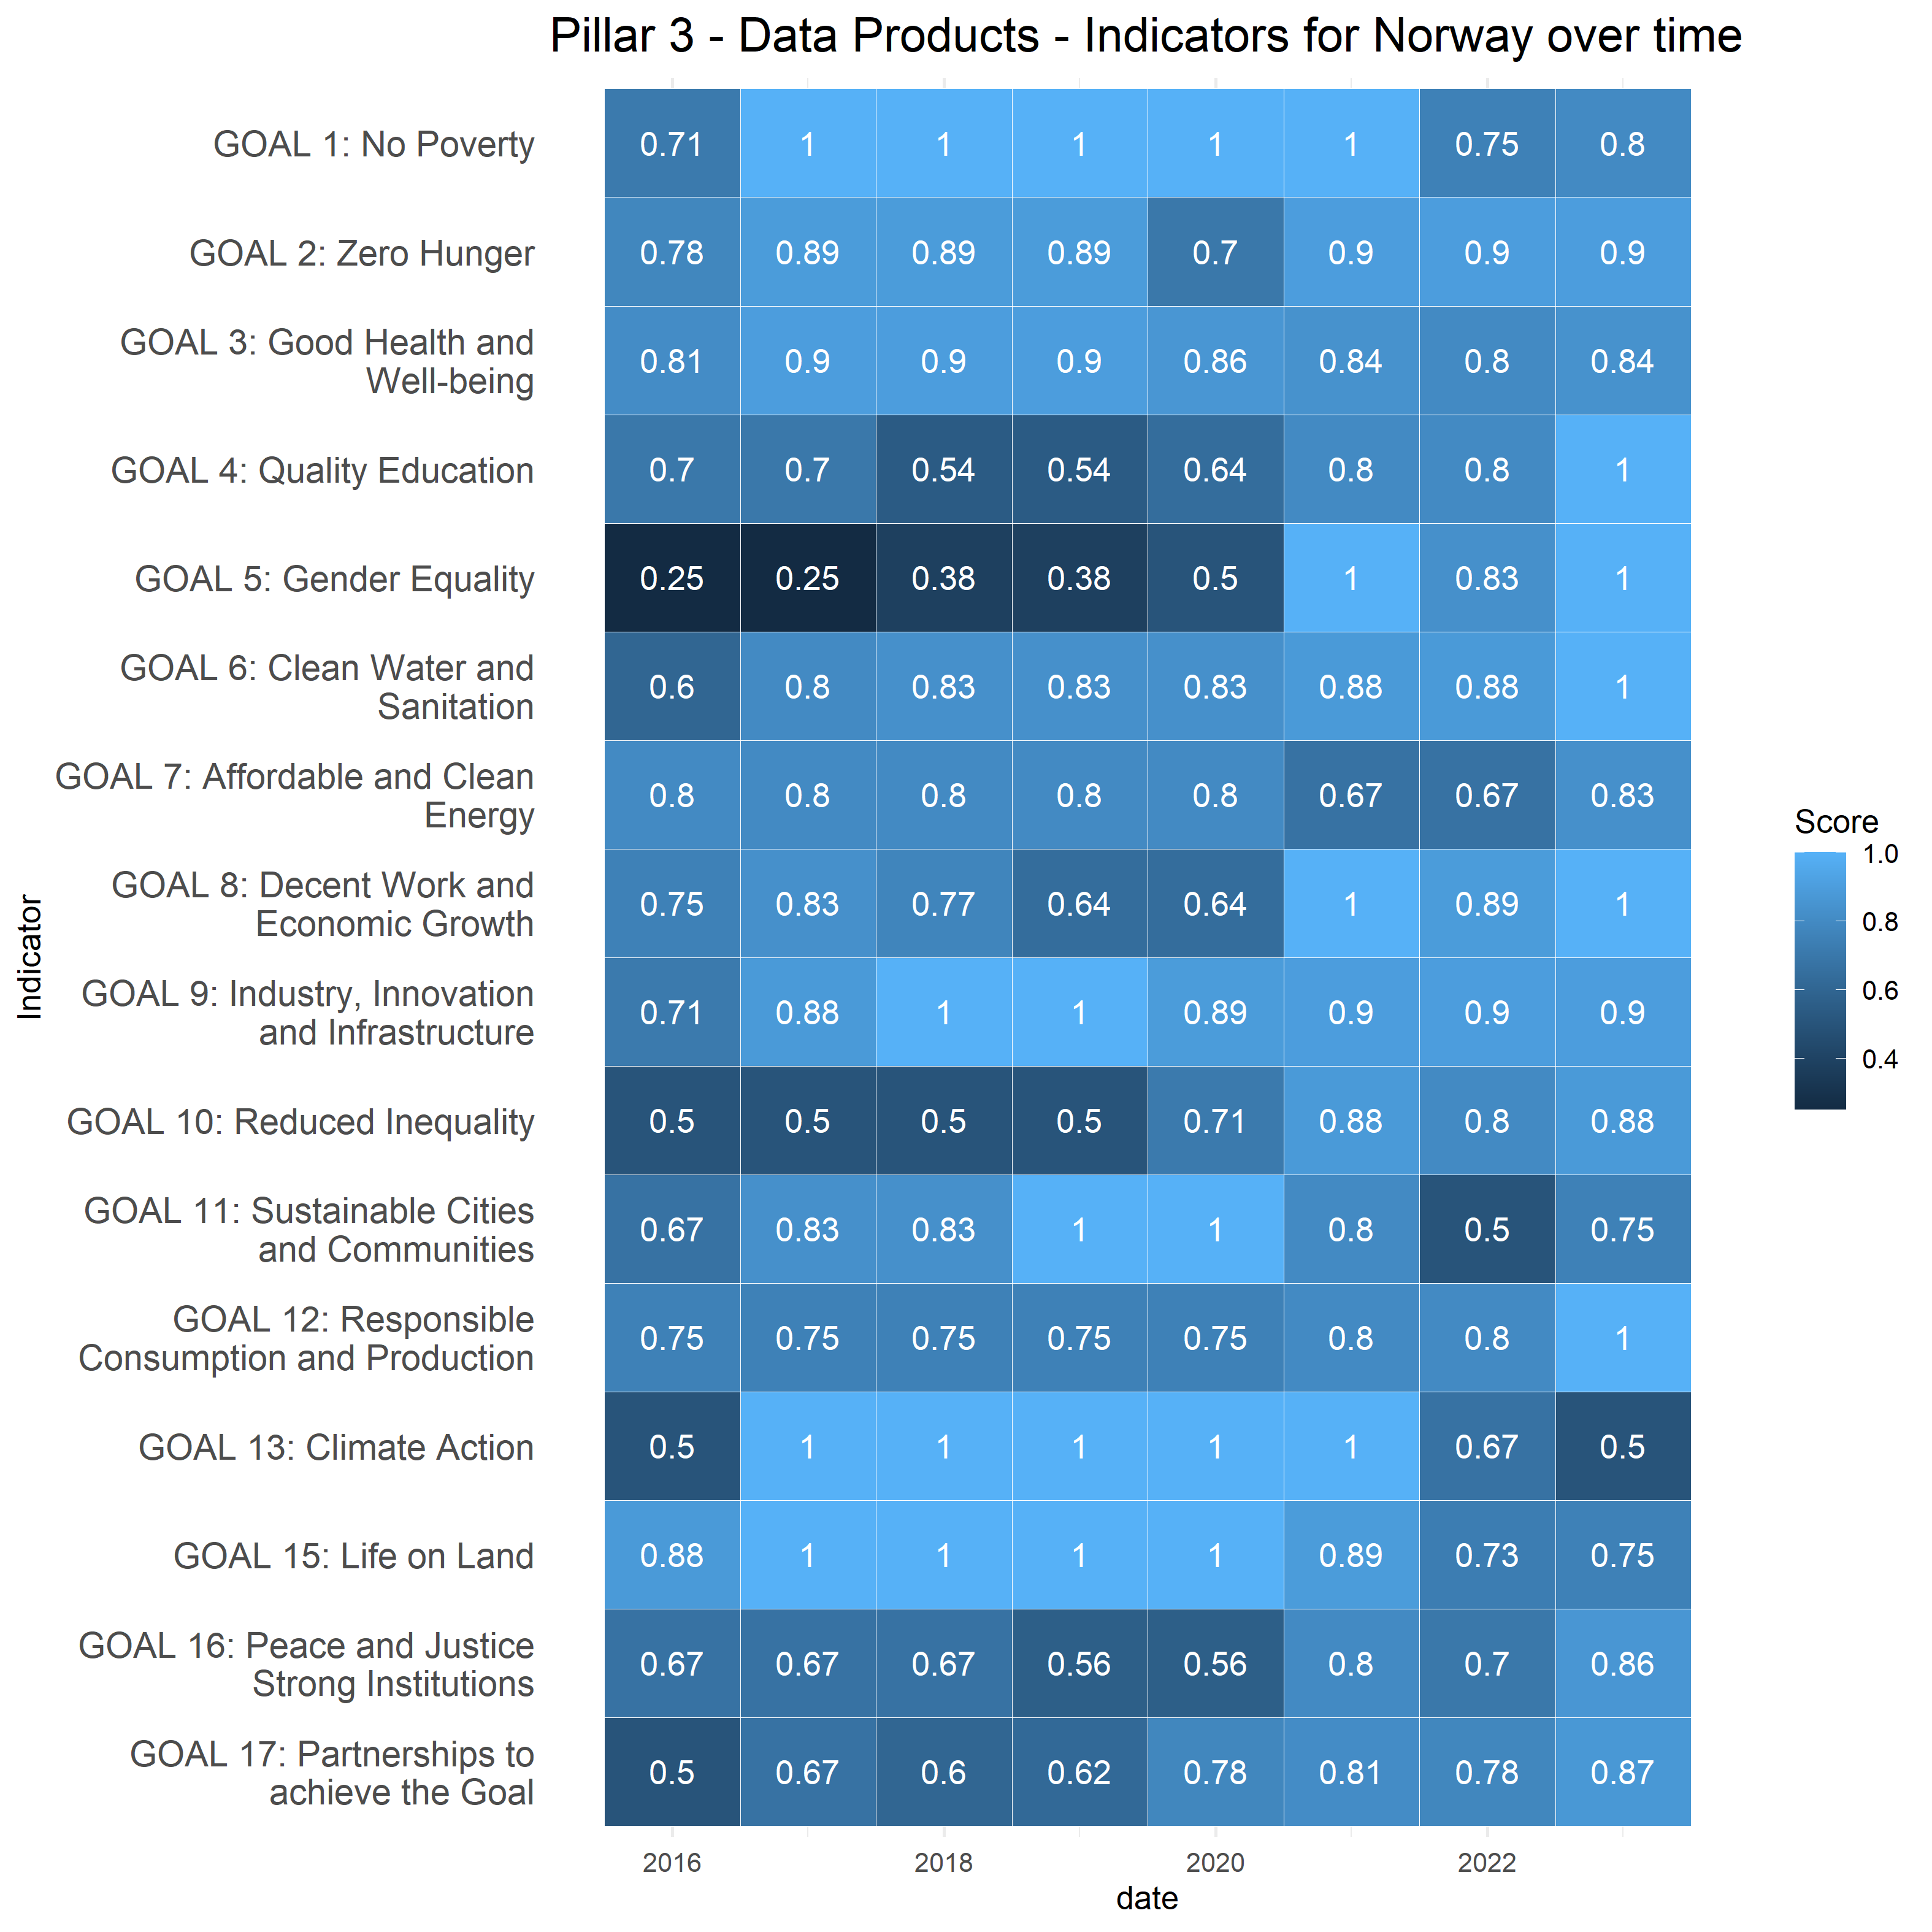 Pillar 3 - Data Products - Indicators for Norway over time
GOAL 1: No Poverty
0.71 1 1 1 1 1 0.75 0.8
GOAL 2: Zero Hunger
0.78 0.89 0.89 0.89 0.7 0.9 0.9 0.9
GOAL 3: Good Health and
Well-being
0.81 0.9 0.9 0.9 0.86 0.84 0.8 0.84
GOAL 4: Quality Education
0.7 0.7 0.54 0.54 0.64 0.8 0.8 1
GOAL 5: Gender Equality
0.25 0.25 0.38 0.38 0.5 1 0.83 1
GOAL 6: Clean Water and
Sanitation
0.6 0.8 0.83 0.83 0.83 0.88 0.88 1
GOAL 7: Affordable and Clean
Energy
0.8 0.8 0.8 0.8 0.8 0.67 0.67 0.83
GOAL 8: Decent Work and
Economic Growth
0.75 0.83 0.77 0.64 0.64 1 0.89 1
GOAL 9: Industry, Innovation
and Infrastructure
0.71 0.88 1 1 0.89 0.9 0.9 0.9
GOAL 10: Reduced Inequality
0.5 0.5 0.5 0.5 0.71 0.88 0.8 0.88
GOAL 11: Sustainable Cities
and Communities
0.67 0.83 0.83 1 1 0.8 0.5 0.75
GOAL 12: Responsible
Consumption and Production
0.75 0.75 0.75 0.75 0.75 0.8 0.8 1
GOAL 13: Climate Action
0.5 1 1 1 1 1 0.67 0.5
GOAL 15: Life on Land
0.88 1 1 1 1 0.89 0.73 0.75
GOAL 16: Peace and Justice
Strong Institutions
0.67 0.67 0.67 0.56 0.56 0.8 0.7 0.86
GOAL 17: Partnerships to
achieve the Goal
0.5 0.67 0.6 0.62 0.78 0.81 0.78 0.87
2016 2018 2020 2022
date
Indicator
Score
1.0
0.8
0.6
0.4